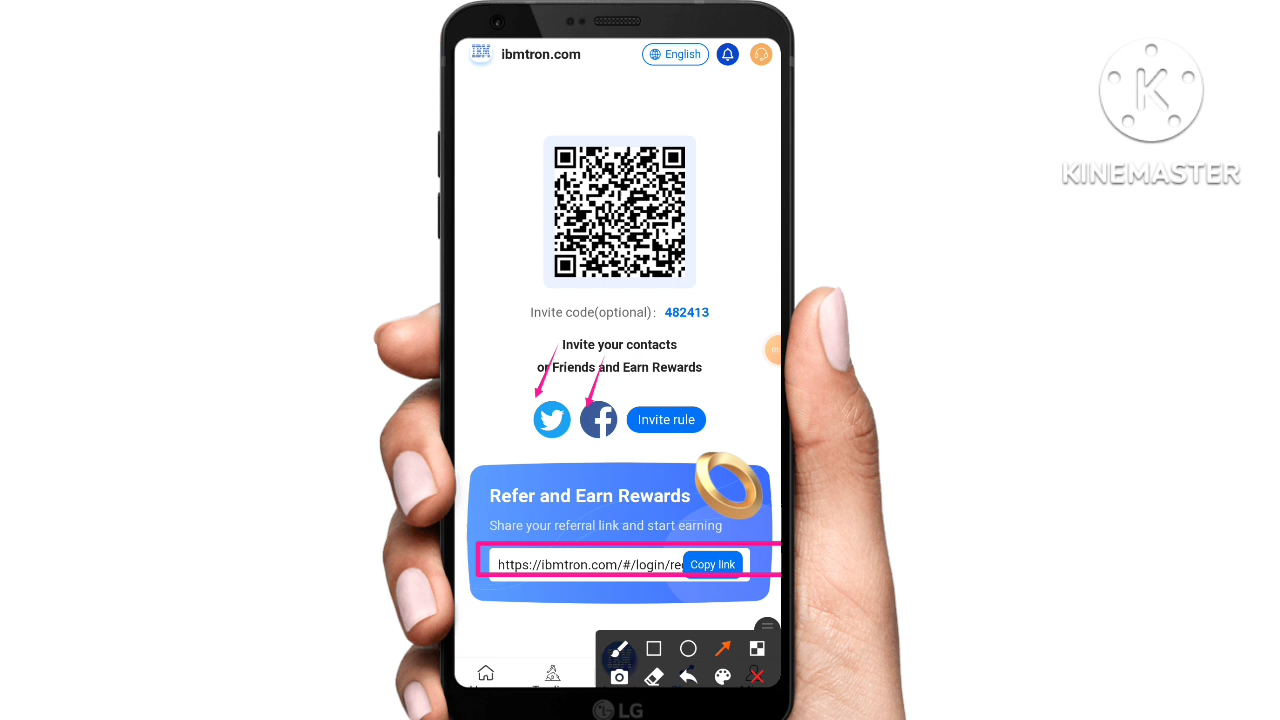 IBM
ibmtron.com
English
Invite code(optional): 482413
Invite your contacts
or Friends and Earn Rewards
Invite rule
Refer and Earn Rewards
Share your referral link and start earning
https://ibmtron.com/#/login/re
Copy link
LG
K
KINEMASTER